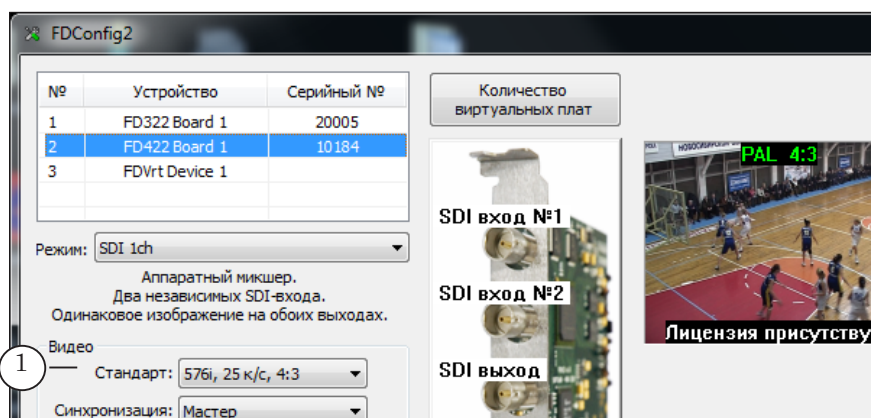 FDConfig2
№ Устройство Серийный №
1 FD322 Board 1 20005
2 FD422 Board 1 10184
3 FDVrt Device 1
Количество
виртуальных плат
PAL 4:3
SDI вход №1
Режим: SDI 1ch
Аппаратный микшер.
Два независимых SDI-входа.
Одинаковое изображение на обоих выходах.
SDI вход №2
Лицензия присутству
Видео
1
Стандарт: 576i, 25 к/с, 4:3
SDI выход
Синхронизация: Мастер